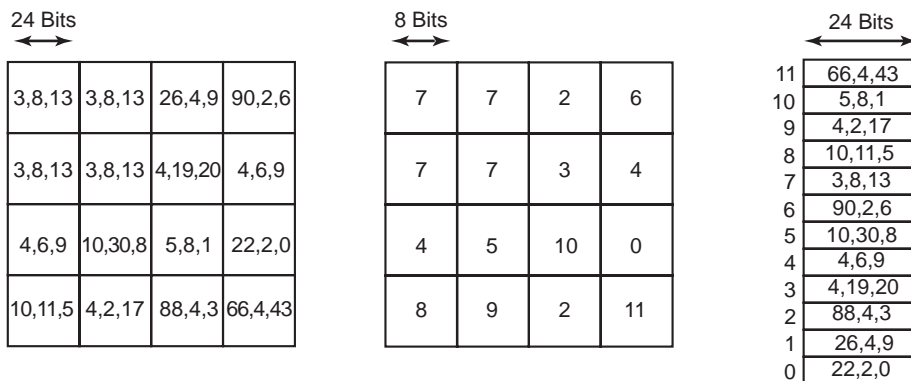 24 Bits
8 Bits
24 Bits
3,8,13 3,8,13 26,4,9 90,2,6
3,8,13 3,8,13 4,19,20 4,6,9
4,6,9 10,30,8 5,8,1 22,2,0
10,11,5 4,2,17 88,4,3 66,4,43
7 7 2 6
7 7 3 4
4 5 10 0
8 9 2 11
11 66,4,43
10 5,8,1
9 4,2,17
8 10,11,5
7 3,8,13
6 90,2,6
5 10,30,8
4 4,6,9
3 4,19,20
2 88,4,3
1 26,4,9
0 22,2,0